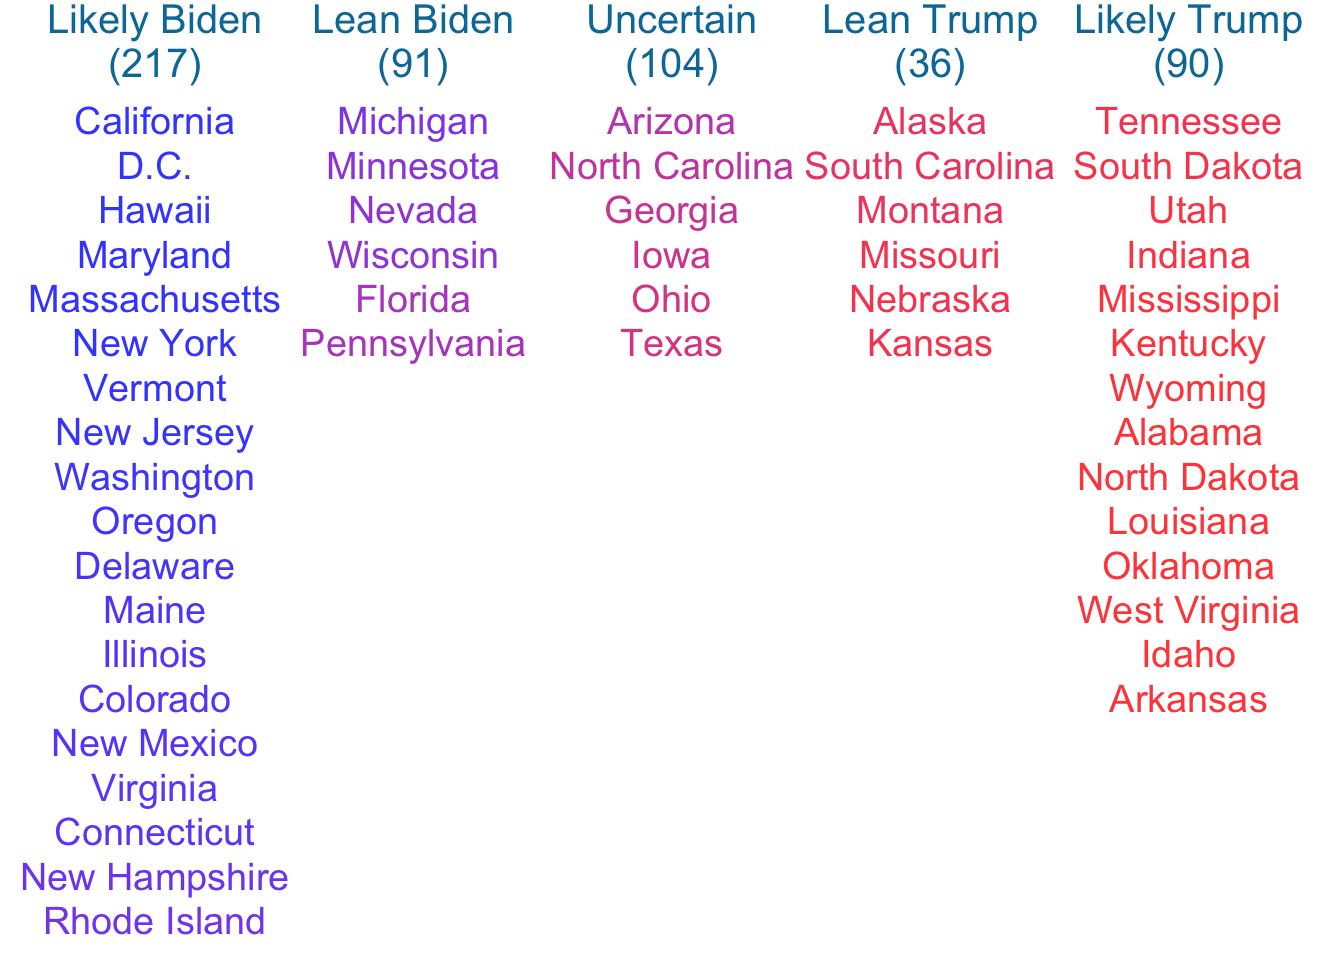 Likely Biden
(217)
California
D.C.
Hawaii
Maryland
Massachusetts
New York
Vermont
New Jersey
Washington
Oregon
Delaware
Maine
Illinois
Colorado
New Mexico
Virginia
Connecticut
New Hampshire
Rhode Island
Lean Biden
(91)
Michigan
Minnesota
Nevada
Wisconsin
Florida
Pennsylvania
Uncertain
(104)
Arizona
North Carolina
Georgia
Iowa
Ohio
Texas
Lean Trump
(36)
Alaska
South Carolina
Montana
Missouri
Nebraska
Kansas
Likely Trump
(90)
Tennessee
South Dakota
Utah
Indiana
Mississippi
Kentucky
Wyoming
Alabama
North Dakota
Louisiana
Oklahoma
West Virginia
Idaho
Arkansas